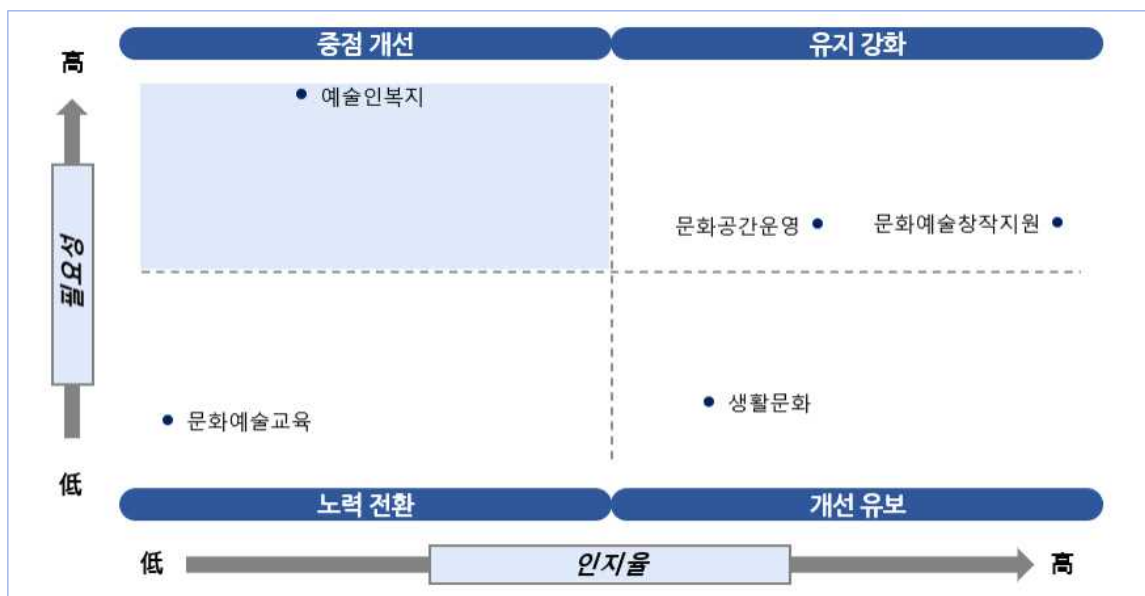 중점 개선
유지 강화
高
예술인복지
문화공간운영
문화예술창작지원
필요성
문화예술교육
생활문화
低
노력 전환
개선 유보
低
인지율
高